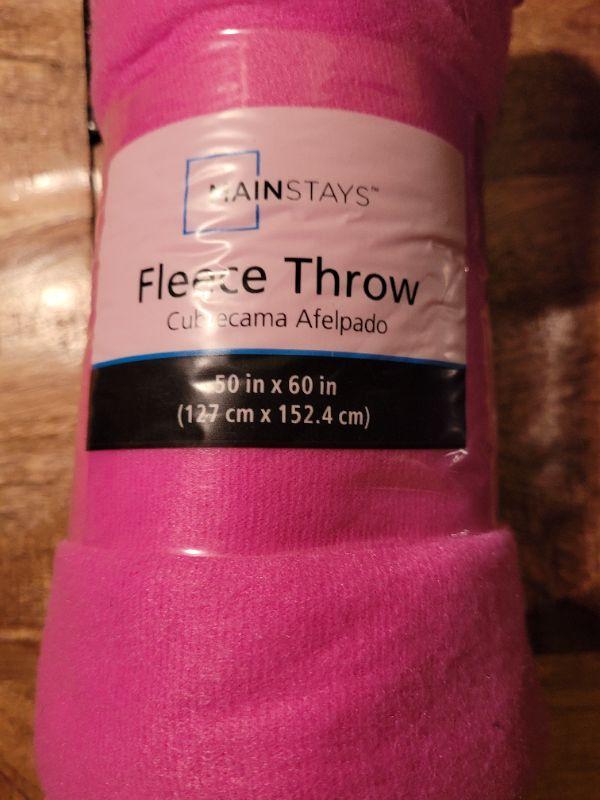 MAINSTAYS™
Fleece Throw
Cubrecama Afelpado
50 in x 60 in
(127 cm x 152.4 cm)